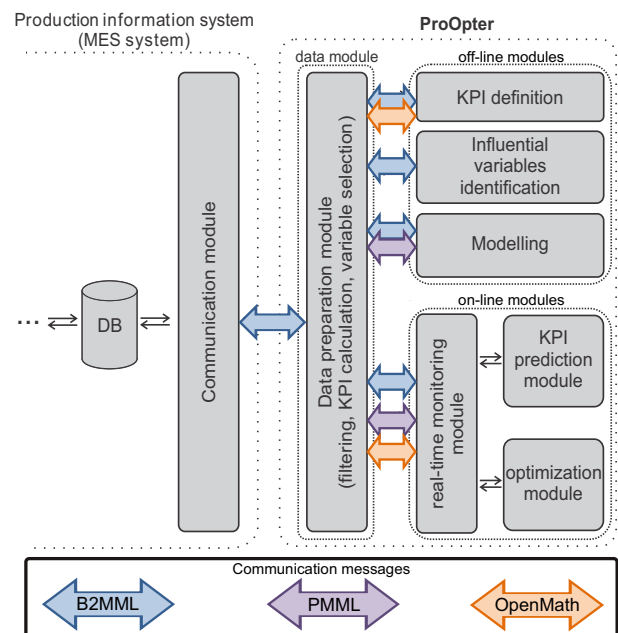 Production information system
(MES system)
ProOpter
data module
off-line modules
KPI definition
Influential
variables
identification
Modelling
Communication module
Data preparation module
(filtering, KPI calculation, variable selection)
...
DB
on-line modules
real-time monitoring
module
KPI
prediction
module
optimization
module
Communication messages
B2MML
PMML
OpenMath